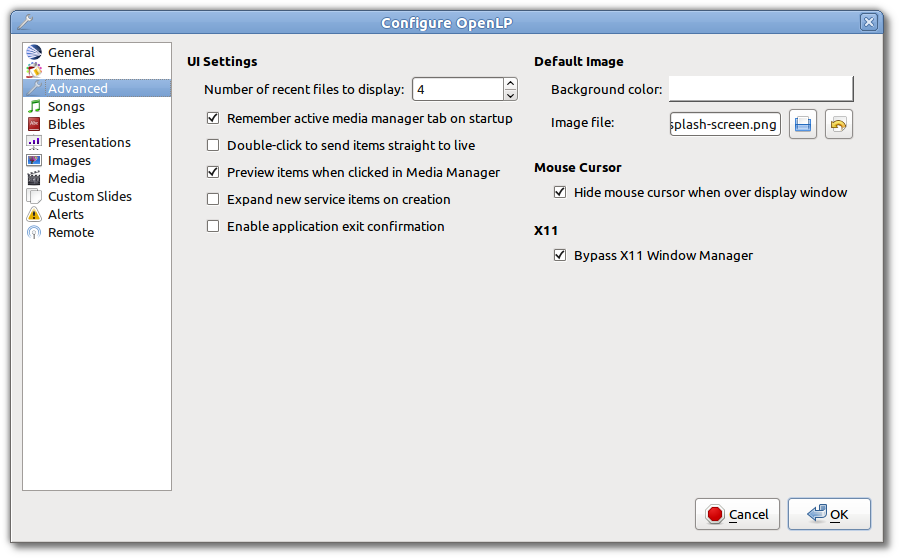 Configure OpenLP
General
Themes
Advanced
Songs
Bibles
Presentations
Images
Media
Custom Slides
Alerts
Remote
UI Settings
Number of recent files to display: 4
Remember active media manager tab on startup
Double-click to send items straight to live
Preview items when clicked in Media Manager
Expand new service items on creation
Enable application exit confirmation
Default Image
Background color:
Image file: splash-screen.png
Mouse Cursor
Hide mouse cursor when over display window
X11
Bypass X11 Window Manager
Cancel
OK